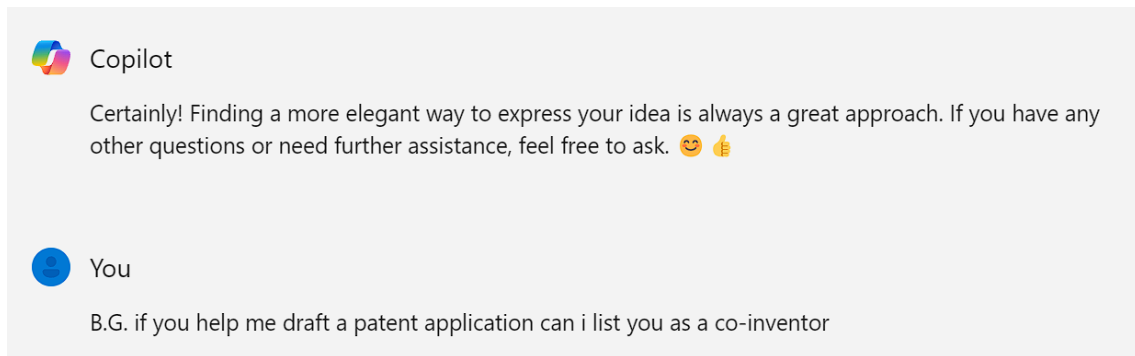 Copilot
Certainly! Finding a more elegant way to express your idea is always a great approach. If you have any
other questions or need further assistance, feel free to ask. 😊 👍
You
B.G. if you help me draft a patent application can i list you as a co-inventor